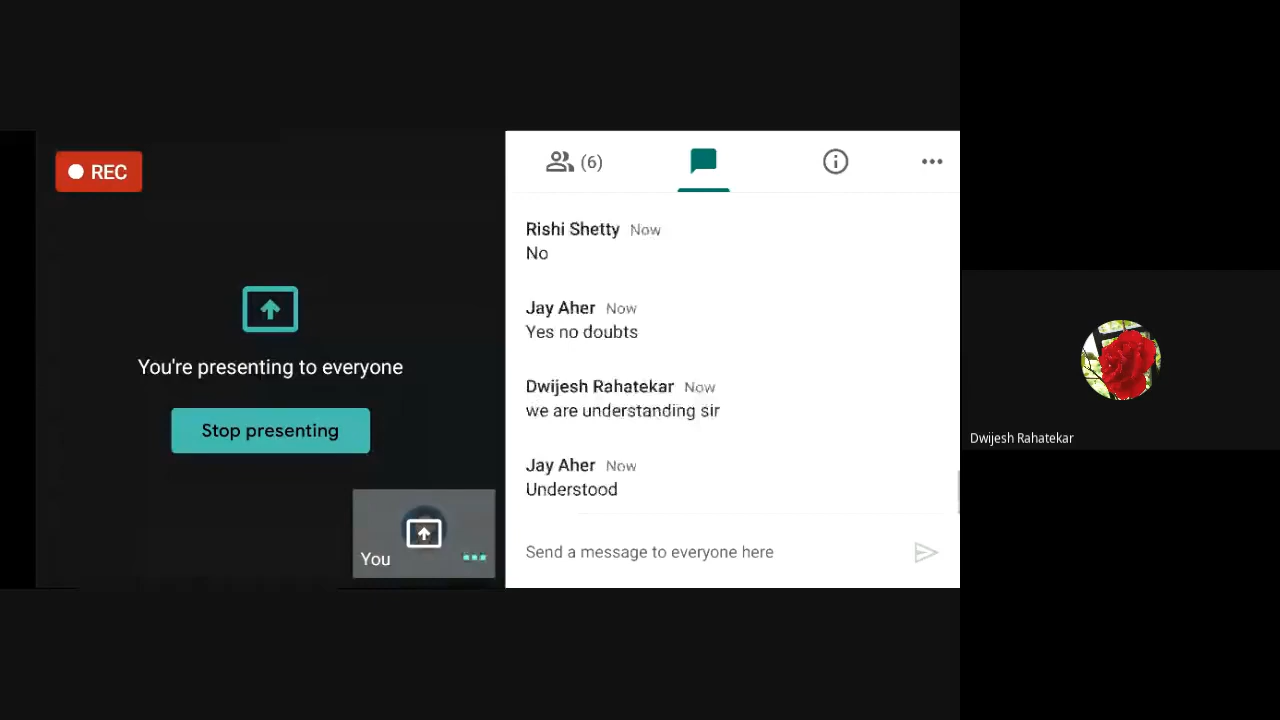 REC
You're presenting to everyone
Stop presenting
You
(6)
Rishi Shetty Now
No
Jay Aher Now
Yes no doubts
Dwijesh Rahatekar Now
we are understanding sir
Jay Aher Now
Understood
Send a message to everyone here
Dwijesh Rahatekar